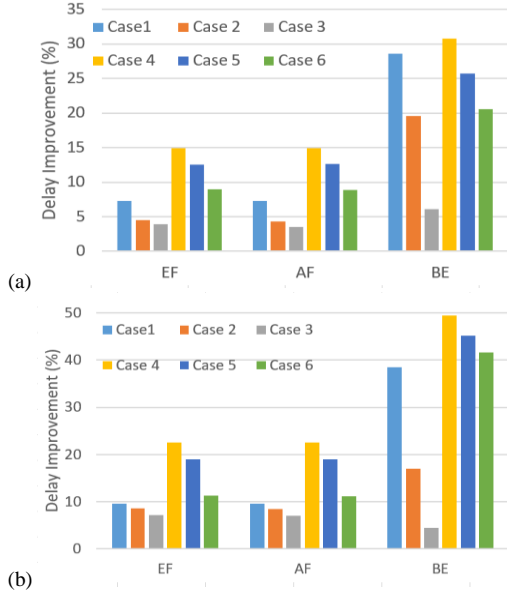 35
30
25
20
15
10
5
0
Delay Improvement (%)
Case1 Case 2 Case 3
Case 4 Case 5 Case 6
EF AF BE
(a)
50
40
30
20
10
0
Delay Improvement (%)
Case1 Case 2 Case 3
Case 4 Case 5 Case 6
EF AF BE
(b)